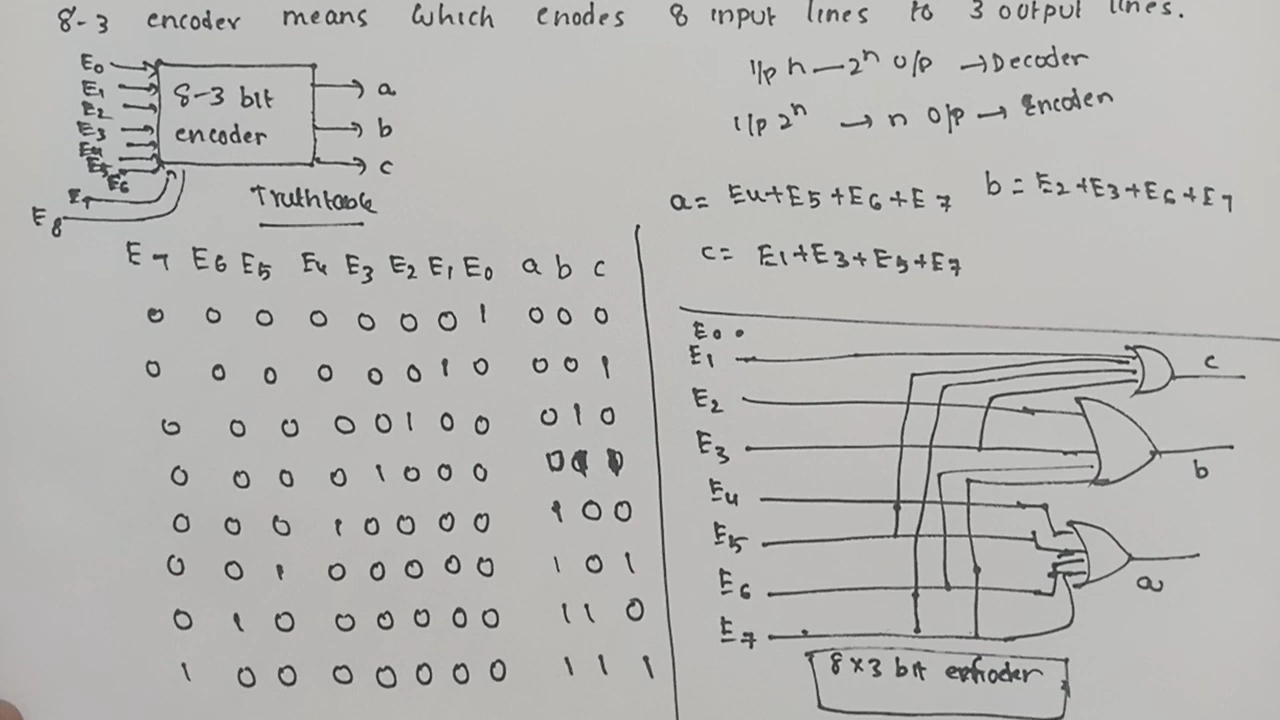 8-3 encoder means which enodes 8 input lines to 3 output lines.
E0
E1
E2
E3
E4
E5
E6
E7
E8
8-3 bit
encoder
a
b
c
I/p n — 2^n o/p → Decoder
I/p 2^n → n o/p → Encoder
a = E4+E5+E6+E7 b = E2+E3+E6+E7
c = E1+E3+E5+E7
Truthtable
E7 E6 E5 E4 E3 E2 E1 E0 a b c
0 0 0 0 0 0 0 1 0 0 0
0 0 0 0 0 0 1 0 0 0 1
0 0 0 0 0 1 0 0 0 1 0
0 0 0 0 1 0 0 0 0
0 0 0 1 0 0 0 0 1 0 0
0 0 1 0 0 0 0 0 1 0 1
0 1 0 0 0 0 0 0 1 1 0
1 0 0 0 0 0 0 0 1 1 1
E0
E1
E2
E3
E4
E5
E6
E7
c
b
a
8×3 bit encoder